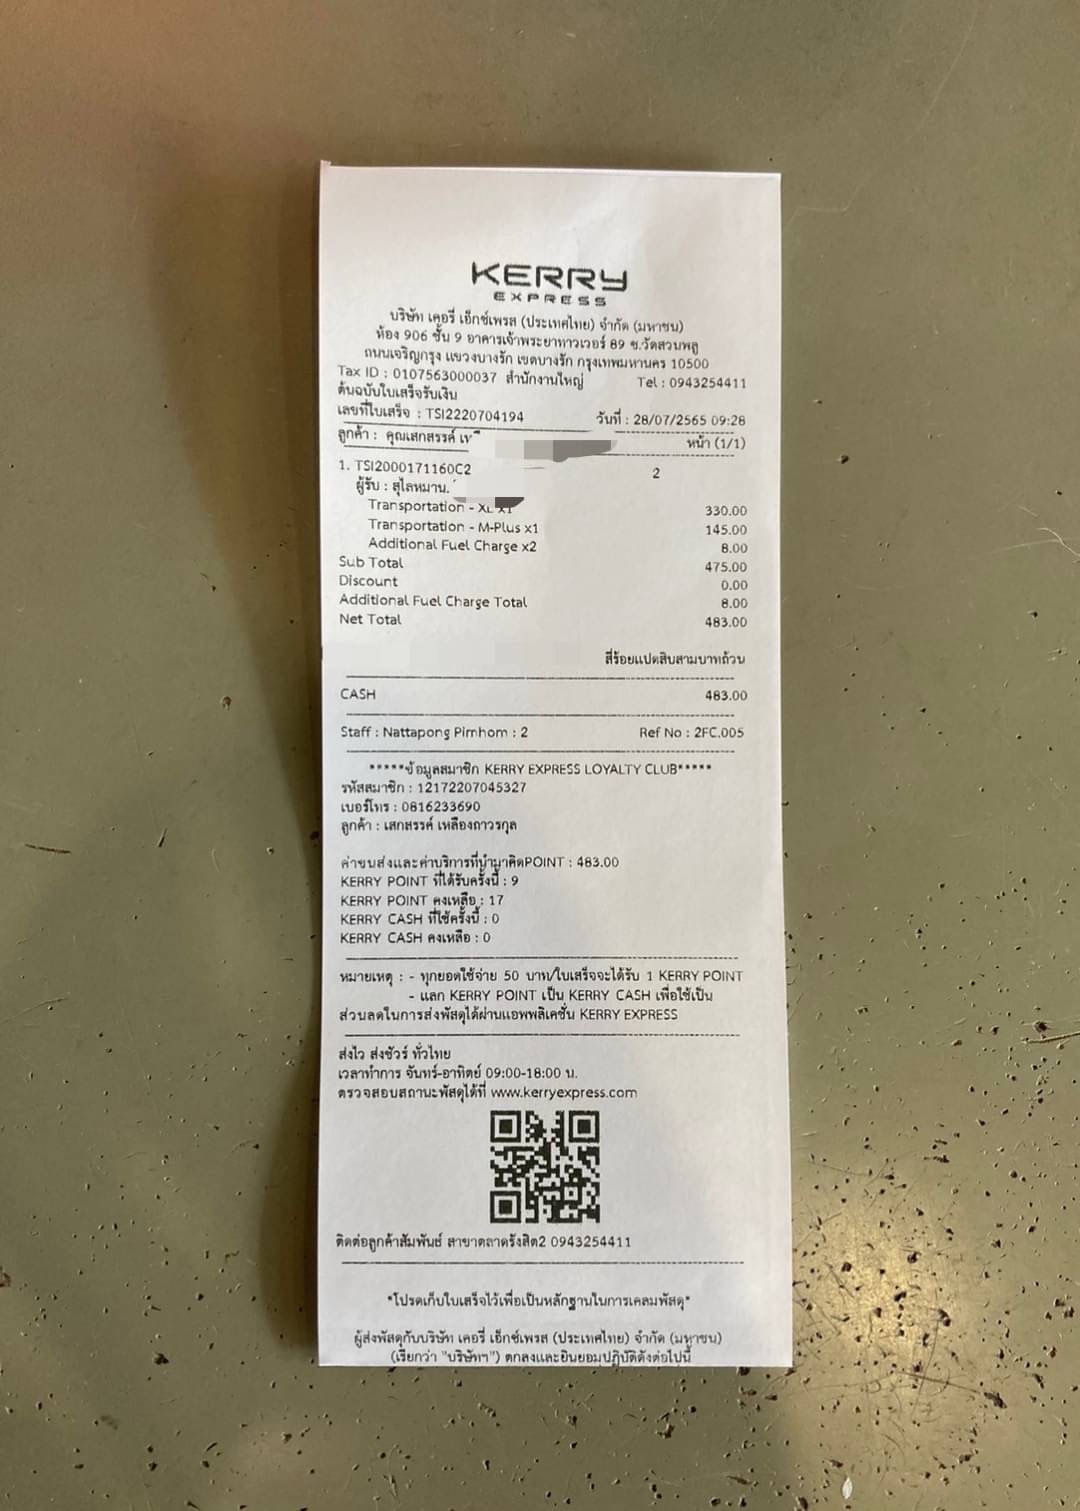 KERRY
EXPRESS
บริษัท เคอรี่ เอ็กซ์เพรส (ประเทศไทย) จำกัด (มหาชน)
ห้อง 906 ชั้น 9 อาคารเจ้าพระยาทาวเวอร์ 89 ซ.วัดสวนพลู
ถนนเจริญกรุง แขวงบางรัก เขตบางรัก กรุงเทพมหานคร 10500
Tax ID : 0107563000037 สำนักงานใหญ่ Tel : 0943254411
ต้นฉบับใบเสร็จรับเงิน
เลขที่ใบเสร็จ : TSI2220704194 วันที่ : 28/07/2565 09:28
ลูกค้า : คุณเสกสรรค์ หน้า (1/1)
1. TSI2000171160C2 2
ผู้รับ : สุไลหมาน.
Transportation - XL x1 330.00
Transportation - M-Plus x1 145.00
Additional Fuel Charge x2 8.00
Sub Total 475.00
Discount 0.00
Additional Fuel Charge Total 8.00
Net Total 483.00
สี่ร้อยแปดสิบสามบาทถ้วน
CASH 483.00
Staff : Nattapong Pimhom : 2 Ref No : 2FC.005
*****ข้อมูลสมาชิก KERRY EXPRESS LOYALTY CLUB*****
รหัสสมาชิก : 12172207045327
เบอร์โทร : 0816233690
ลูกค้า : เสกสรรค์ เหลืองถาวรกุล
ค่าขนส่งและค่าบริการที่นำมาคิดPOINT : 483.00
KERRY POINT ที่ได้รับครั้งนี้ : 9
KERRY POINT คงเหลือ : 17
KERRY CASH ที่ใช้ครั้งนี้ : 0
KERRY CASH คงเหลือ : 0
หมายเหตุ : - ทุกยอดใช้จ่าย 50 บาท/ใบเสร็จจะได้รับ 1 KERRY POINT
- แลก KERRY POINT เป็น KERRY CASH เพื่อใช้เป็น
ส่วนลดในการส่งพัสดุได้ผ่านแอพพลิเคชั่น KERRY EXPRESS
ส่งไว ส่งชัวร์ ทั่วไทย
เวลาทำการ จันทร์-อาทิตย์ 09:00-18:00 น.
ตรวจสอบสถานะพัสดุได้ที่ www.kerryexpress.com
ติดต่อลูกค้าสัมพันธ์ สาขาตลาดรังสิต2 0943254411
*โปรดเก็บใบเสร็จไว้เพื่อเป็นหลักฐานในการเคลมพัสดุ*
ผู้ส่งพัสดุกับบริษัท เคอรี่ เอ็กซ์เพรส (ประเทศไทย) จำกัด (มหาชน)
(เรียกว่า "บริษัทฯ") ตกลงและยินยอมปฏิบัติดังต่อไปนี้